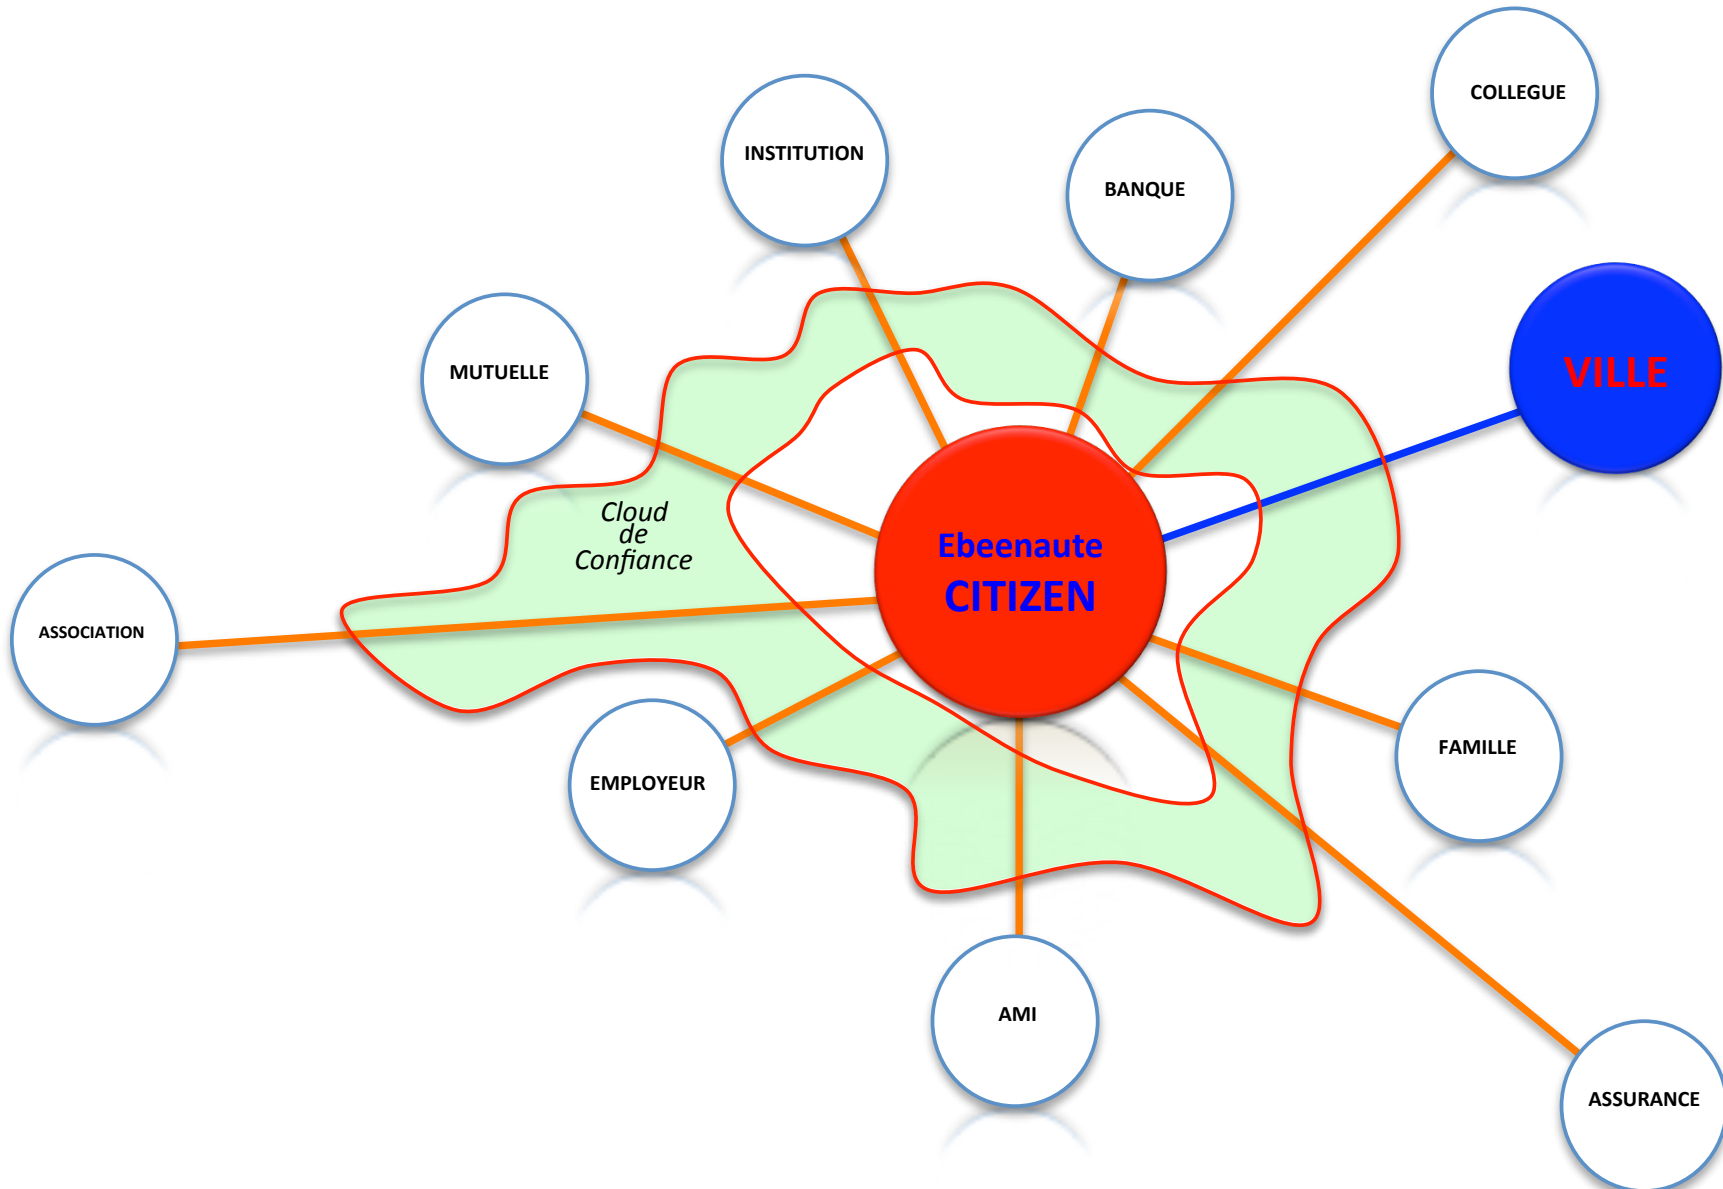 COLLEGUE
INSTITUTION
BANQUE
MUTUELLE
VILLE
Cloud
de
Confiance
Ebeenaute
CITIZEN
ASSOCIATION
FAMILLE
EMPLOYEUR
AMI
ASSURANCE